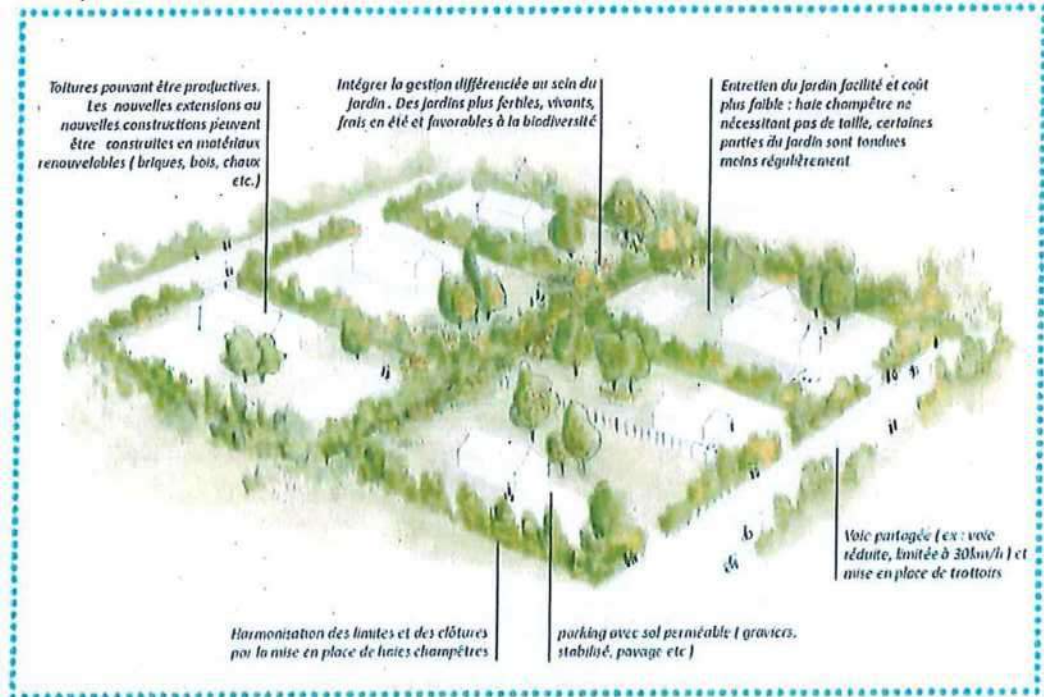 Toitures pouvant être productives.
Les nouvelles extensions ou
nouvelles constructions peuvent
être construites en matériaux
renouvelables ( briques, bois, chaux
etc.)
Intégrer la gestion différenciée au sein du
jardin . Des jardins plus fertiles, vivants,
frais en été et favorables à la biodiversité
Entretien du jardin facilité et coût
plus faible : haie champêtre ne
nécessitant pas de taille, certaines
parties du jardin sont tondues
moins régulièrement
Voie partagée ( ex : voie
réduite, limitée à 30km/h ) et
mise en place de trottoirs
Harmonisation des limites et des clôtures
par la mise en place de haies champêtres
parking avec sol perméable ( graviers,
stabilisé, pavage etc )